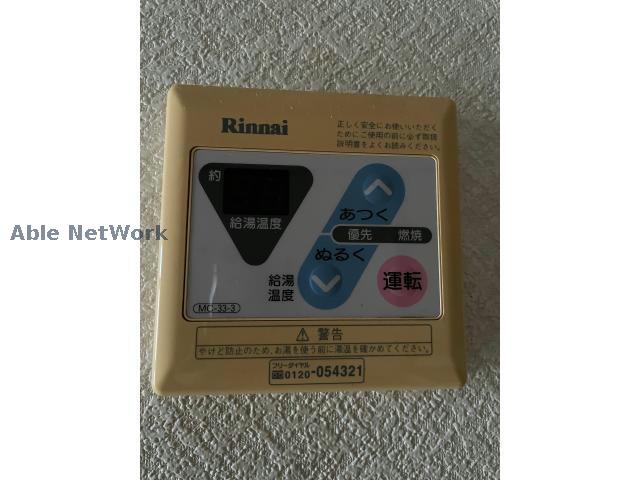 Rinnai
正しく安全にお使いいただく
ためにご使用の前に必ず取扱
説明書をよくお読みください。
約
給湯温度
あつく
優先 燃焼
ぬるく
給湯
温度
運転
MC-33-3
⚠ 警告
やけど防止のため、お湯を使う前に湯温を確かめてください。
フリーダイヤル
0120-054321
Able NetWork